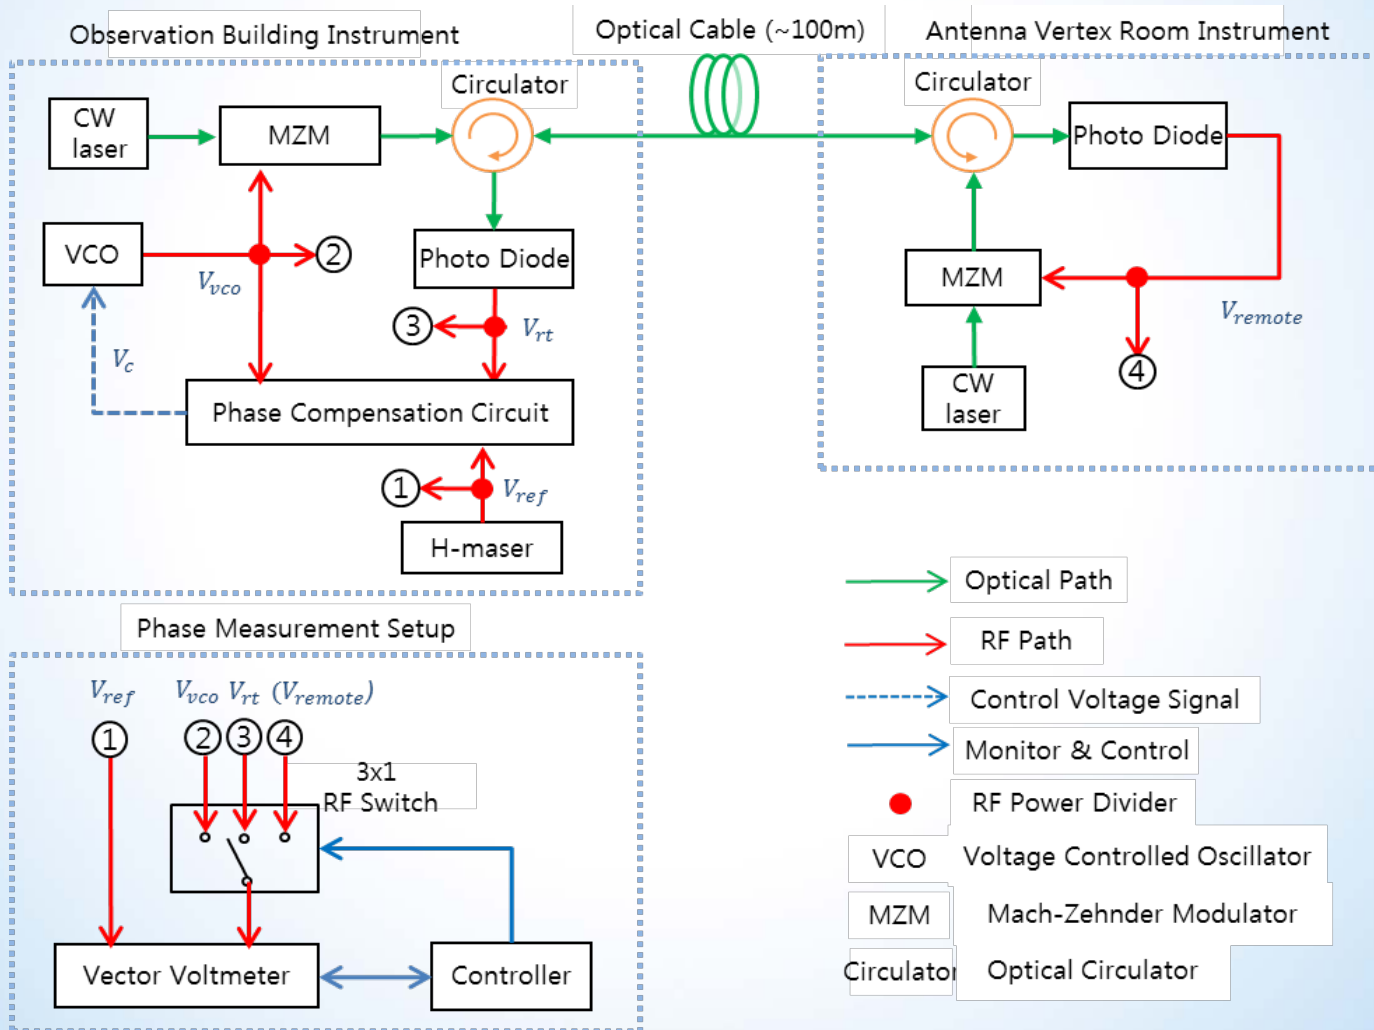 Observation Building Instrument
Optical Cable (~100m)
Antenna Vertex Room Instrument
Circulator
Circulator
CW
laser
MZM
Photo Diode
VCO
V_vco
2
Photo Diode
MZM
V_remote
3
V_rt
4
V_c
CW
laser
Phase Compensation Circuit
1
V_ref
H-maser
Optical Path
Phase Measurement Setup
RF Path
V_ref
V_vco V_rt (V_remote)
Control Voltage Signal
1
2 3 4
Monitor & Control
3x1
RF Switch
RF Power Divider
VCO Voltage Controlled Oscillator
MZM Mach-Zehnder Modulator
Vector Voltmeter
Controller
Circulator Optical Circulator